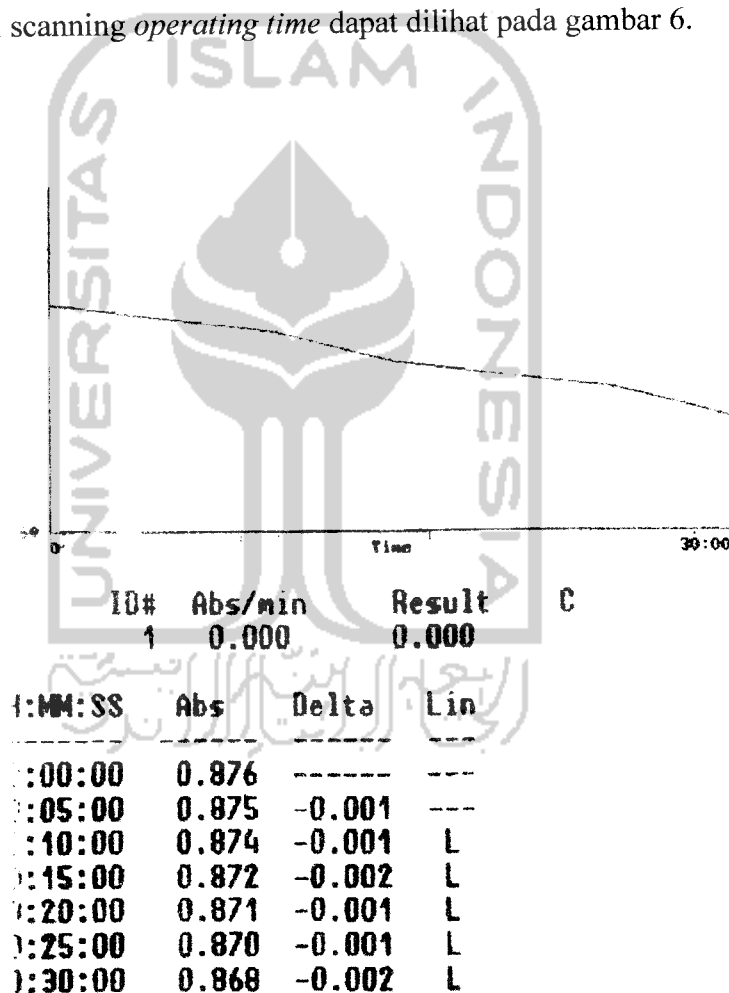 scanning operating time dapat dilihat pada gambar 6.
UNIVERSITAS ISLAM INDONESIA
0
Time
30:00
ID# Abs/min Result C
1 0.000 0.000
:MM:SS Abs Delta Lin
------ ------ ------ ---
:00:00 0.876 ------ ---
:05:00 0.875 -0.001 ---
:10:00 0.874 -0.001 L
:15:00 0.872 -0.002 L
:20:00 0.871 -0.001 L
:25:00 0.870 -0.001 L
:30:00 0.868 -0.002 L